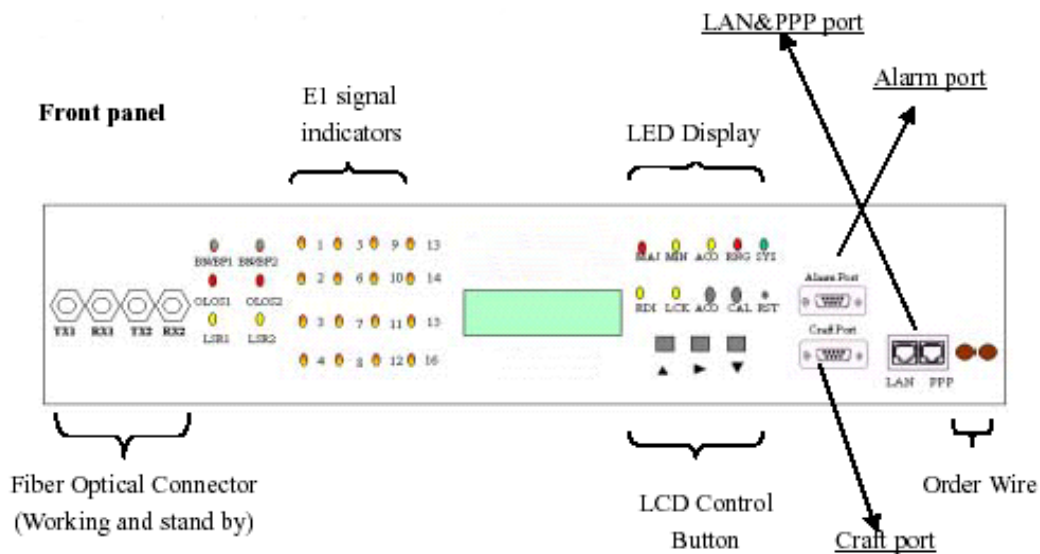 LAN&PPP port
Alarm port
Front panel
E1 signal
indicators
LED Display
1 5 9 13
MAJ MIN ACO RNG SYS
2 6 10 14
Alarm Port
OLOS1 OLOS2
RDI LCK ACO CAL RST
TX1 RX1 TX2 RX2
LSR1 LSR2
3 7 11 15
Craft Port
4 8 12 16
LAN PPP
Fiber Optical Connector
(Working and stand by)
LCD Control
Button
Order Wire
Craft port